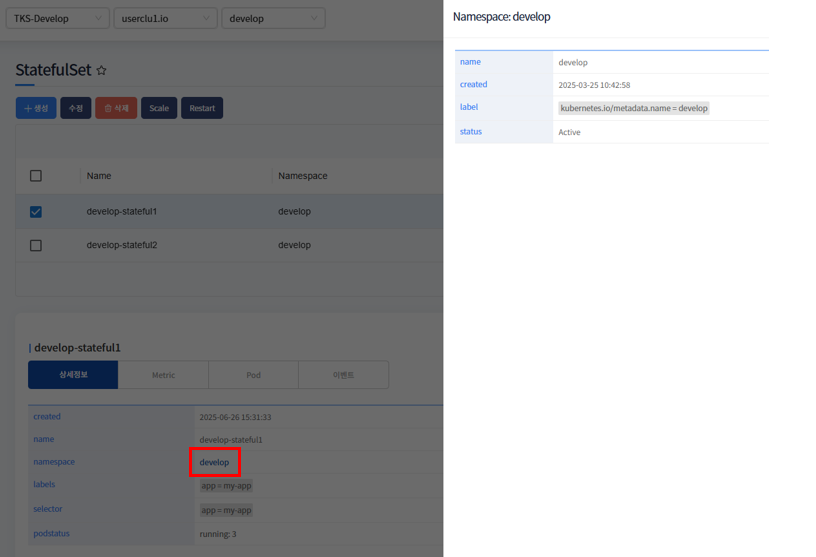 TKS-Develop
userclu1.io
develop
StatefulSet
+ 생성
수정
삭제
Scale
Restart
Name Namespace
develop-stateful1 develop
develop-stateful2 develop
develop-stateful1
상세정보
Metric
Pod
이벤트
created 2025-06-26 15:31:33
name develop-stateful1
namespace develop
labels app = my-app
selector app = my-app
podstatus running: 3
Namespace: develop
name develop
created 2025-03-25 10:42:58
label kubernetes.io/metadata.name = develop
status Active